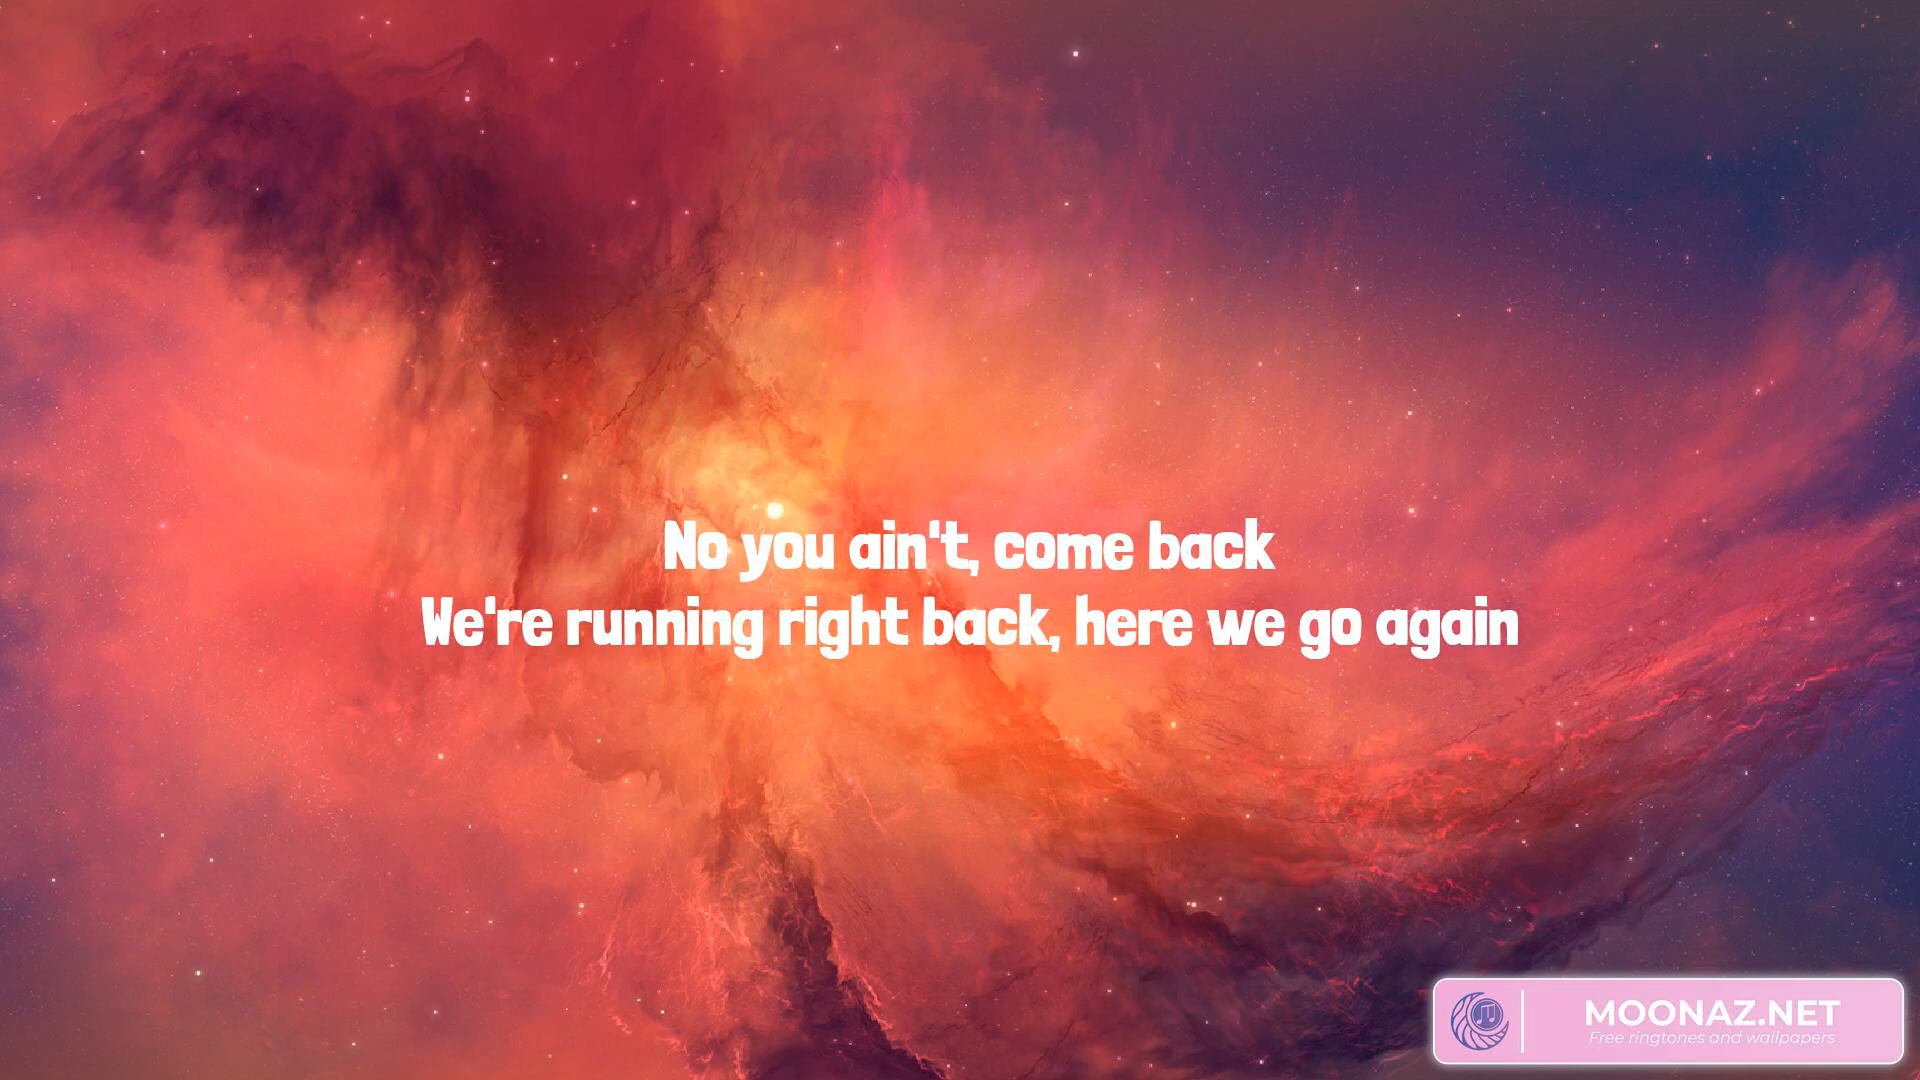 No you ain't, come back
We're running right back, here we go again
MOONAZ.NET
Free ringtones and wallpapers